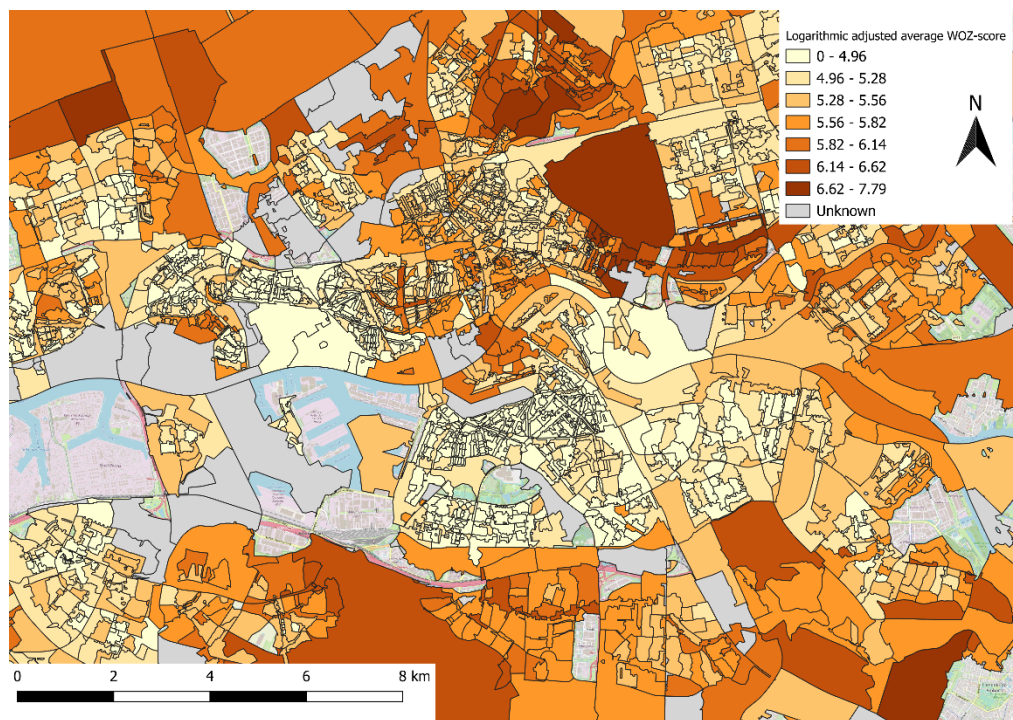 Logarithmic adjusted average WOZ-score
0 - 4.96
4.96 - 5.28
5.28 - 5.56
5.56 - 5.82
5.82 - 6.14
6.14 - 6.62
6.62 - 7.79
Unknown
N
0 2 4 6 8 km